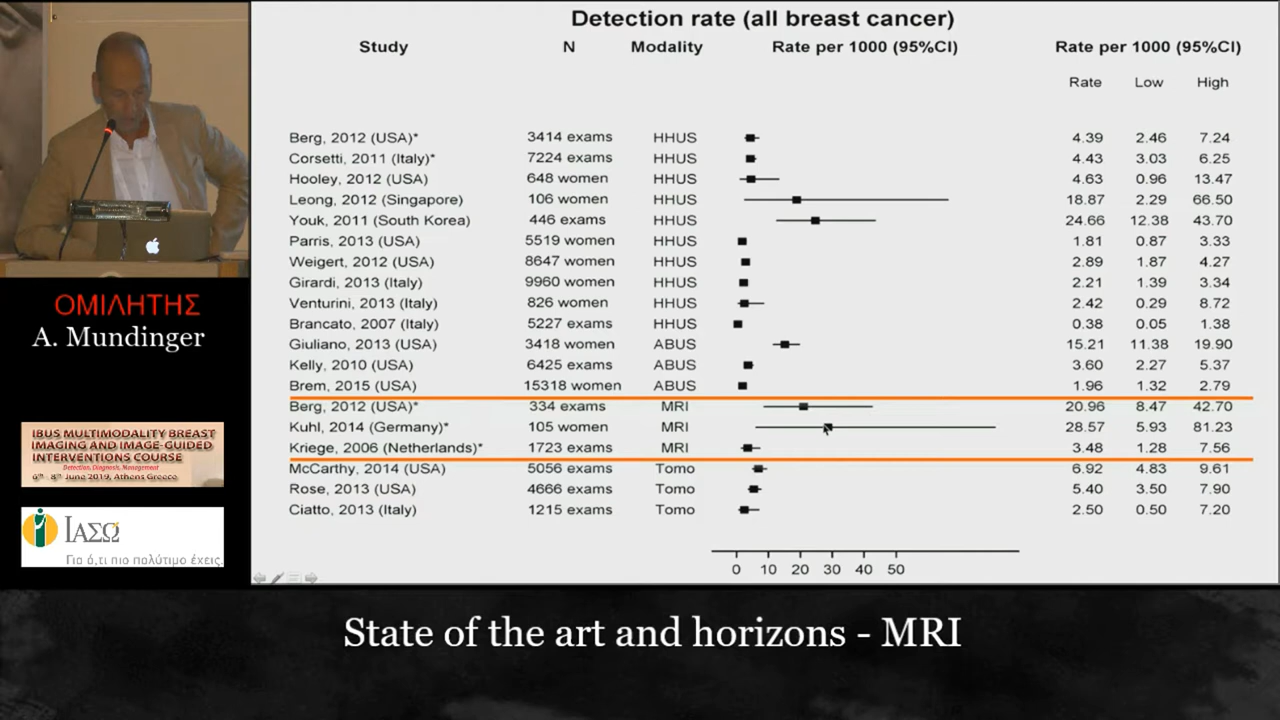 Detection rate (all breast cancer)
Study N Modality Rate per 1000 (95%CI) Rate per 1000 (95%CI)
Rate Low High
Berg, 2012 (USA)* 3414 exams HHUS 4.39 2.46 7.24
Corsetti, 2011 (Italy)* 7224 exams HHUS 4.43 3.03 6.25
Hooley, 2012 (USA) 648 women HHUS 4.63 0.96 13.47
Leong, 2012 (Singapore) 106 women HHUS 18.87 2.29 66.50
Youk, 2011 (South Korea) 446 exams HHUS 24.66 12.38 43.70
Parris, 2013 (USA) 5519 women HHUS 1.81 0.87 3.33
Weigert, 2012 (USA) 8647 women HHUS 2.89 1.87 4.27
Girardi, 2013 (Italy) 9960 women HHUS 2.21 1.39 3.34
Venturini, 2013 (Italy) 826 women HHUS 2.42 0.29 8.72
Brancato, 2007 (Italy) 5227 exams HHUS 0.38 0.05 1.38
Giuliano, 2013 (USA) 3418 women ABUS 15.21 11.38 19.90
Kelly, 2010 (USA) 6425 exams ABUS 3.60 2.27 5.37
Brem, 2015 (USA) 15318 women ABUS 1.96 1.32 2.79
Berg, 2012 (USA)* 334 exams MRI 20.96 8.47 42.70
Kuhl, 2014 (Germany)* 105 women MRI 28.57 5.93 81.23
Kriege, 2006 (Netherlands)* 1723 exams MRI 3.48 1.28 7.56
McCarthy, 2014 (USA) 5056 exams Tomo 6.92 4.83 9.61
Rose, 2013 (USA) 4666 exams Tomo 5.40 3.50 7.90
Ciatto, 2013 (Italy) 1215 exams Tomo 2.50 0.50 7.20
0 10 20 30 40 50
ΟΜΙΛΗΤΗΣ
A. Mundinger
IBUS MULTIMODALITY BREAST
IMAGING AND IMAGE-GUIDED
INTERVENTIONS COURSE
Detection, Diagnosis, Management
6th - 8th June 2019, Athens Greece
ΙΑΣΩ
Για ό,τι πιο πολύτιμο έχεις.
State of the art and horizons - MRI